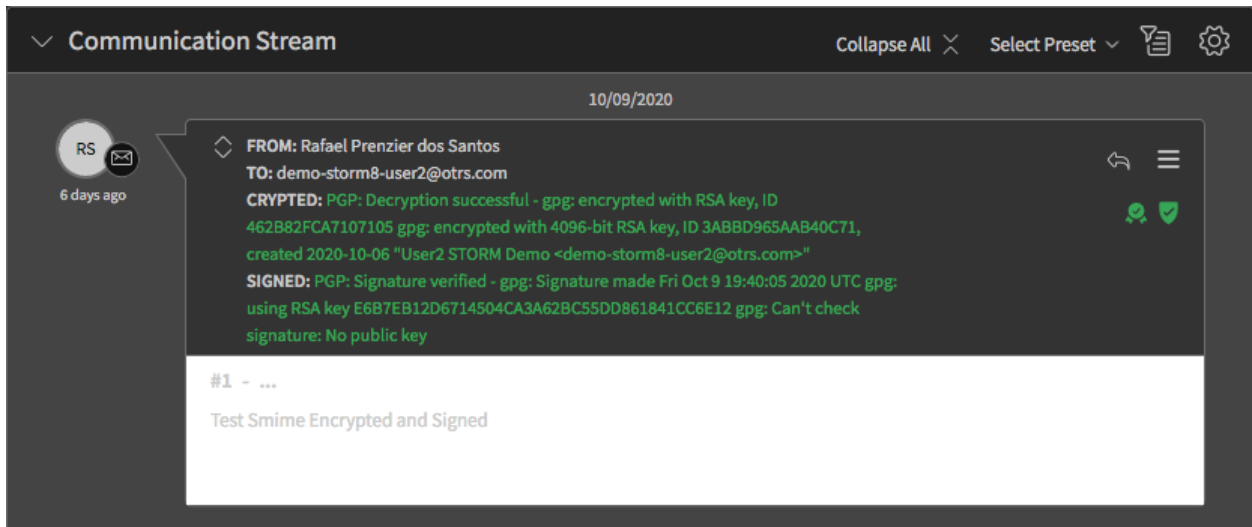 Communication Stream
Collapse All
Select Preset
10/09/2020
RS
6 days ago
FROM: Rafael Prenzier dos Santos
TO: demo-storm8-user2@otrs.com
CRYPTED: PGP: Decryption successful - gpg: encrypted with RSA key, ID
462B82FCA7107105 gpg: encrypted with 4096-bit RSA key, ID 3ABBD965AAB40C71,
created 2020-10-06 "User2 STORM Demo <demo-storm8-user2@otrs.com>"
SIGNED: PGP: Signature verified - gpg: Signature made Fri Oct 9 19:40:05 2020 UTC gpg:
using RSA key E6B7EB12D6714504CA3A62BC55DD861841CC6E12 gpg: Can't check
signature: No public key
#1 - ...
Test Smime Encrypted and Signed